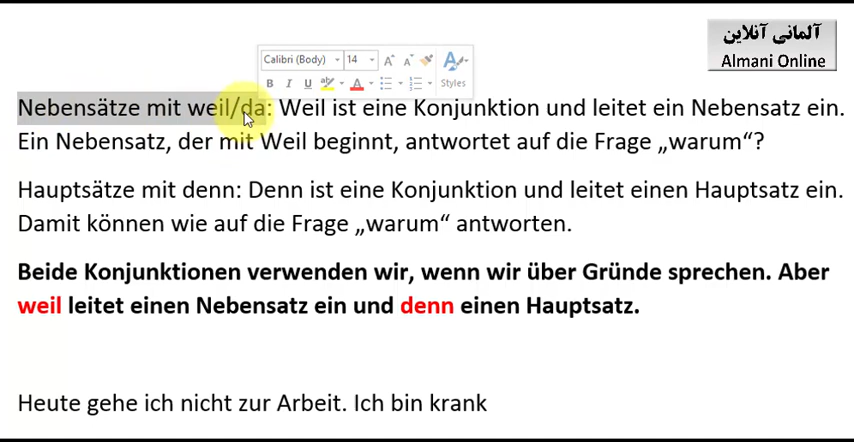 آلمانی آنلاین
Almani Online
Calibri (Body) 14 A A A
B I U aby A Styles
Nebensätze mit weil/da: Weil ist eine Konjunktion und leitet ein Nebensatz ein.
Ein Nebensatz, der mit Weil beginnt, antwortet auf die Frage „warum“?
Hauptsätze mit denn: Denn ist eine Konjunktion und leitet einen Hauptsatz ein.
Damit können wie auf die Frage „warum“ antworten.
Beide Konjunktionen verwenden wir, wenn wir über Gründe sprechen. Aber
weil leitet einen Nebensatz ein und denn einen Hauptsatz.
Heute gehe ich nicht zur Arbeit. Ich bin krank